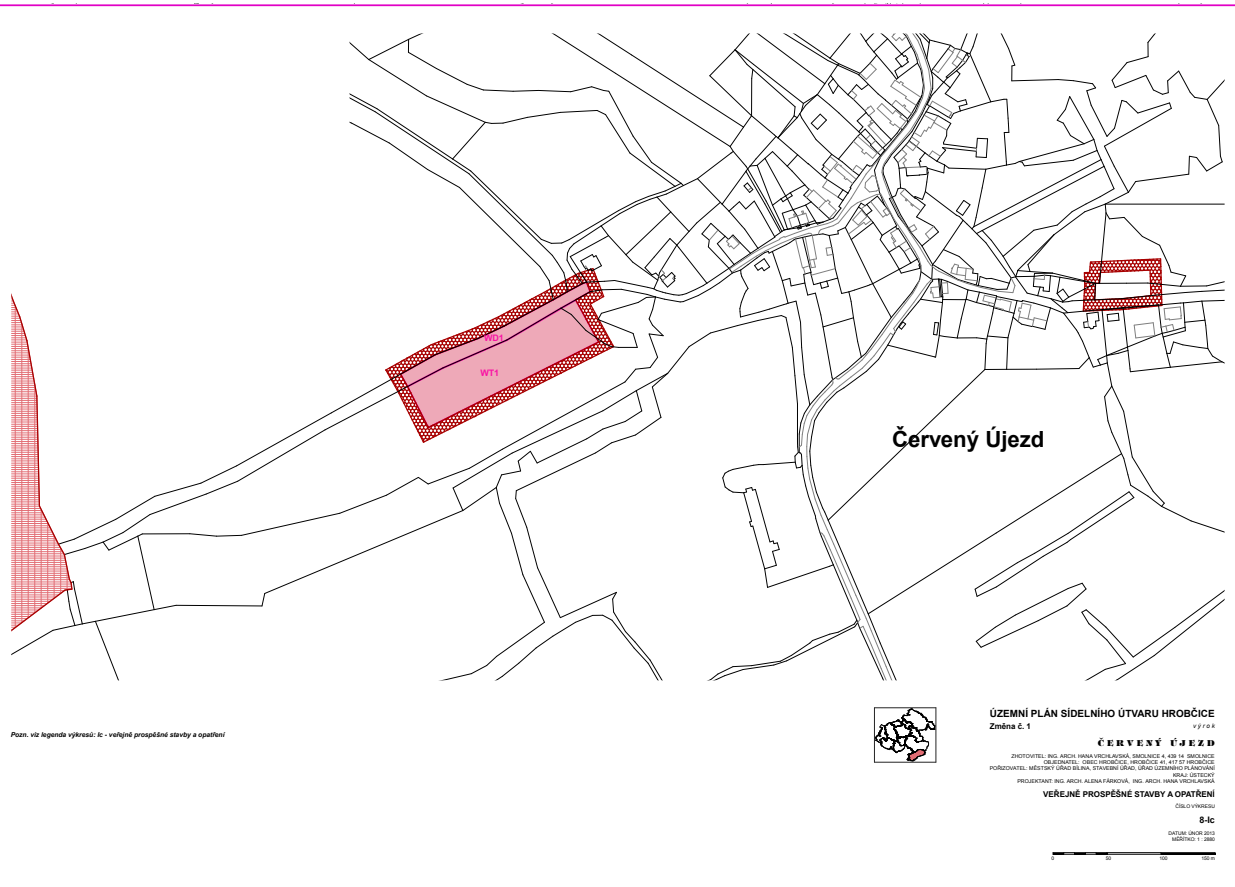 WD1
WT1
Červený Újezd
Pozn. viz legenda výkresů: Ic - veřejně prospěšné stavby a opatření
ÚZEMNÍ PLÁN SÍDELNÍHO ÚTVARU HROBČICE
Změna č. 1
výrok
ČERVENÝ ÚJEZD
ZHOTOVITEL: ING. ARCH. HANA VRCHLAVSKÁ, SMOLNICE 4, 439 14 SMOLNICE
OBJEDNATEL: OBEC HROBČICE, HROBČICE 41, 417 57 HROBČICE
POŘIZOVATEL: MĚSTSKÝ ÚŘAD BÍLINA, STAVEBNÍ ÚŘAD, ÚŘAD ÚZEMNÍHO PLÁNOVÁNÍ
KRAJ: ÚSTECKÝ
PROJEKTANT: ING. ARCH. ALENA FÁRKOVÁ, ING. ARCH. HANA VRCHLAVSKÁ
VEŘEJNĚ PROSPĚŠNÉ STAVBY A OPATŘENÍ
ČÍSLO VÝKRESU
8-Ic
DATUM: ÚNOR 2013
MĚŘÍTKO: 1 : 2880
0 50 100 150 m